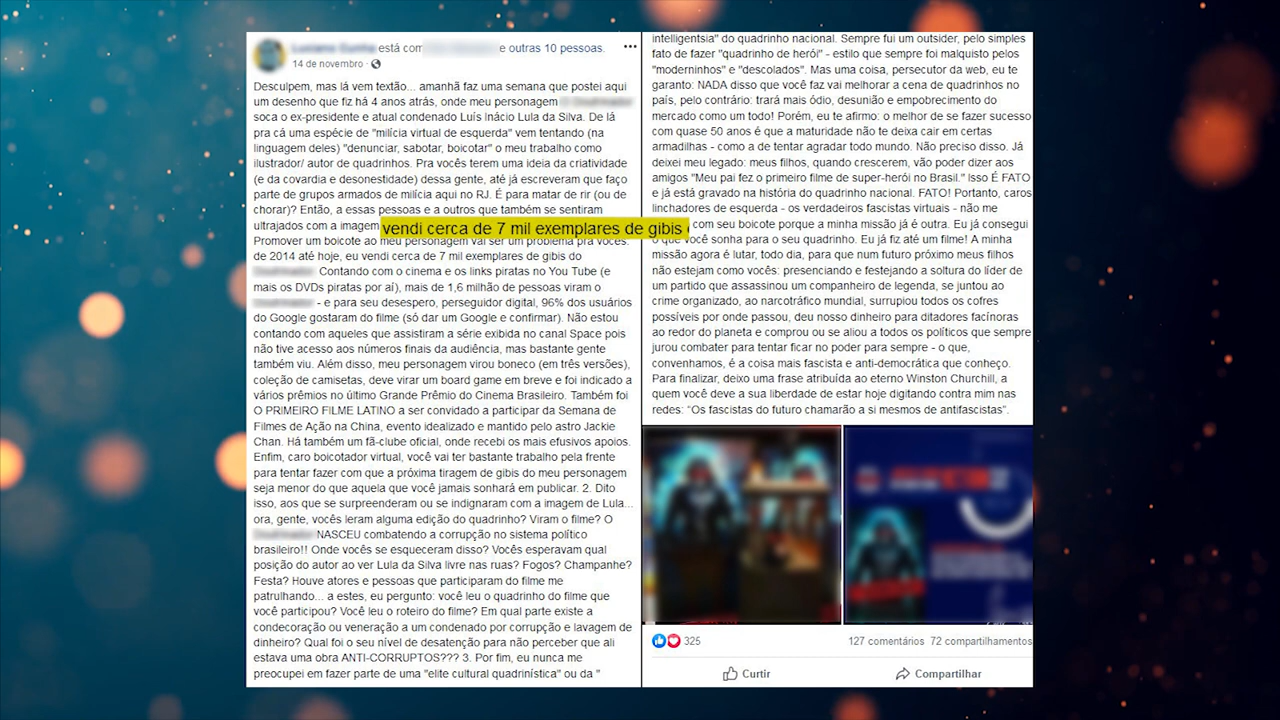 está com
e outras 10 pessoas.
14 de novembro
Desculpem, mas lá vem textão... amanhã faz uma semana que postei aqui
um desenho que fiz há 4 anos atrás, onde meu personagem
soca o ex-presidente e atual condenado Luís Inácio Lula da Silva. De lá
pra cá uma espécie de "milícia virtual de esquerda" vem tentando (na
linguagem deles) "denunciar, sabotar, boicotar" o meu trabalho como
ilustrador/ autor de quadrinhos. Pra vocês terem uma ideia da criatividade
(e da covardia e desonestidade) dessa gente, até já escreveram que faço
parte de grupos armados de milícia aqui no RJ. É para matar de rir (ou de
chorar)? Então, a essas pessoas e a outros que também se sentiram
ultrajados com a imagem
vendi cerca de 7 mil exemplares de gibis
Promover um boicote ao meu personagem vai ser um problema pra vocês.
de 2014 até hoje, eu vendi cerca de 7 mil exemplares de gibis do
Contando com o cinema e os links piratas no You Tube (e
mais os DVDs piratas por aí), mais de 1,6 milhão de pessoas viram o
- e para seu desespero, perseguidor digital, 96% dos usuários
do Google gostaram do filme (só dar um Google e confirmar). Não estou
contando com aqueles que assistiram a série exibida no canal Space pois
não tive acesso aos números finais da audiência, mas bastante gente
também viu. Além disso, meu personagem virou boneco (em três versões),
coleção de camisetas, deve virar um board game em breve e foi indicado a
vários prêmios no último Grande Prêmio do Cinema Brasileiro. Também foi
O PRIMEIRO FILME LATINO a ser convidado a participar da Semana de
Filmes de Ação na China, evento idealizado e mantido pelo astro Jackie
Chan. Há também um fã-clube oficial, onde recebi os mais efusivos apoios.
Enfim, caro boicotador virtual, você vai ter bastante trabalho pela frente
para tentar fazer com que a próxima tiragem de gibis do meu personagem
seja menor do que aquela que você jamais sonhará em publicar. 2. Dito
isso, aos que se surpreenderam ou se indignaram com a imagem de Lula...
ora, gente, vocês leram alguma edição do quadrinho? Viram o filme? O
NASCEU combatendo a corrupção no sistema político
brasileiro!! Onde vocês se esqueceram disso? Vocês esperavam qual
posição do autor ao ver Lula da Silva livre nas ruas? Fogos? Champanhe?
Festa? Houve atores e pessoas que participaram do filme me
patrulhando... a estes, eu pergunto: você leu o quadrinho do filme que
você participou? Você leu o roteiro do filme? Em qual parte existe a
condecoração ou veneração a um condenado por corrupção e lavagem de
dinheiro? Qual foi o seu nível de desatenção para não perceber que ali
estava uma obra ANTI-CORRUPTOS??? 3. Por fim, eu nunca me
preocupei em fazer parte de uma "elite cultural quadrinística" ou da "
intelligentsia" do quadrinho nacional. Sempre fui um outsider, pelo simples
fato de fazer "quadrinho de herói" - estilo que sempre foi malquisto pelos
"moderninhos" e "descolados". Mas uma coisa, persecutor da web, eu te
garanto: NADA disso que você faz vai melhorar a cena de quadrinhos no
país, pelo contrário: trará mais ódio, desunião e empobrecimento do
mercado como um todo! Porém, eu te afirmo: o melhor de se fazer sucesso
com quase 50 anos é que a maturidade não te deixa cair em certas
armadilhas - como a de tentar agradar todo mundo. Não preciso disso. Já
deixei meu legado: meus filhos, quando crescerem, vão poder dizer aos
amigos "Meu pai fez o primeiro filme de super-herói no Brasil." Isso É FATO
e já está gravado na história do quadrinho nacional. FATO! Portanto, caros
linchadores de esquerda - os verdadeiros fascistas virtuais - não me
com seu boicote porque a minha missão já é outra. Eu já consegui
o que você sonha para o seu quadrinho. Eu já fiz até um filme! A minha
missão agora é lutar, todo dia, para que num futuro próximo meus filhos
não estejam como vocês: presenciando e festejando a soltura do líder de
um partido que assassinou um companheiro de legenda, se juntou ao
crime organizado, ao narcotráfico mundial, surrupiou todos os cofres
possíveis por onde passou, deu nosso dinheiro para ditadores facínoras
ao redor do planeta e comprou ou se aliou a todos os políticos que sempre
jurou combater para tentar ficar no poder para sempre - o que,
convenhamos, é a coisa mais fascista e anti-democrática que conheço.
Para finalizar, deixo uma frase atribuída ao eterno Winston Churchill, a
quem você deve a sua liberdade de estar hoje digitando contra mim nas
redes: “Os fascistas do futuro chamarão a si mesmos de antifascistas”.
325
127 comentários 72 compartilhamentos
Curtir
Compartilhar